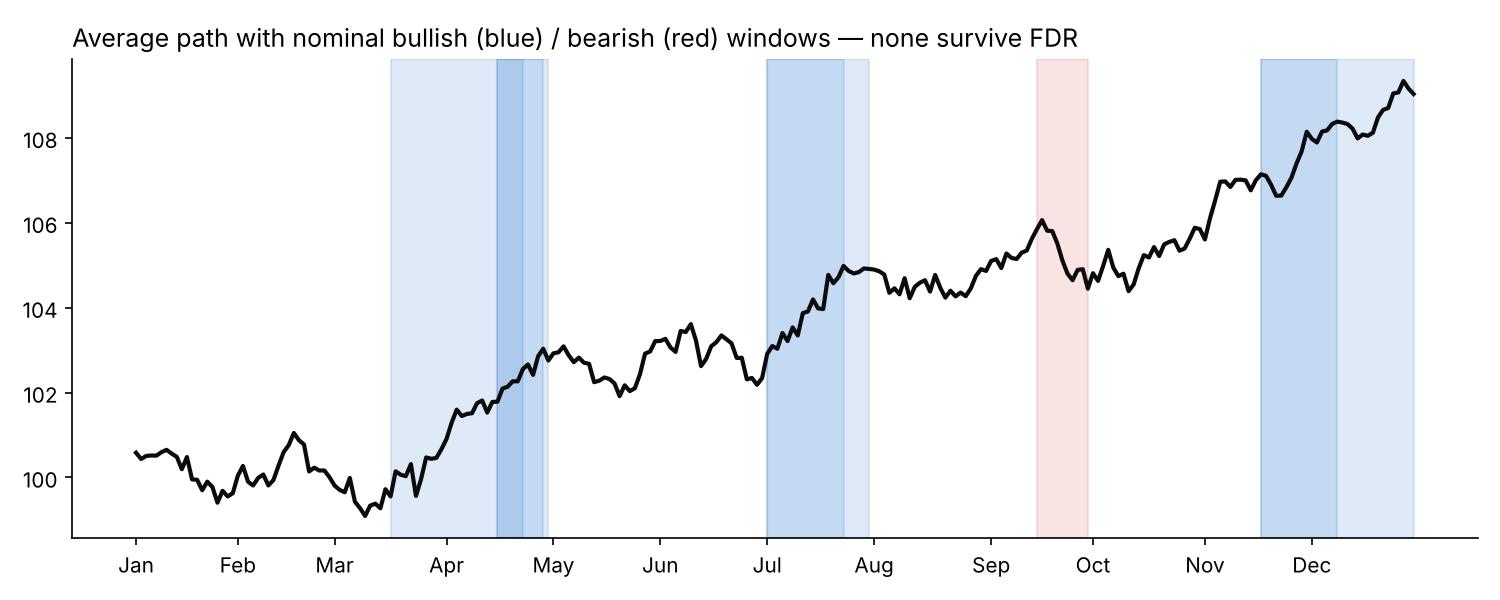 Average path with nominal bullish (blue) / bearish (red) windows — none survive FDR
108
106
104
102
100
Jan Feb Mar Apr May Jun Jul Aug Sep Oct Nov Dec